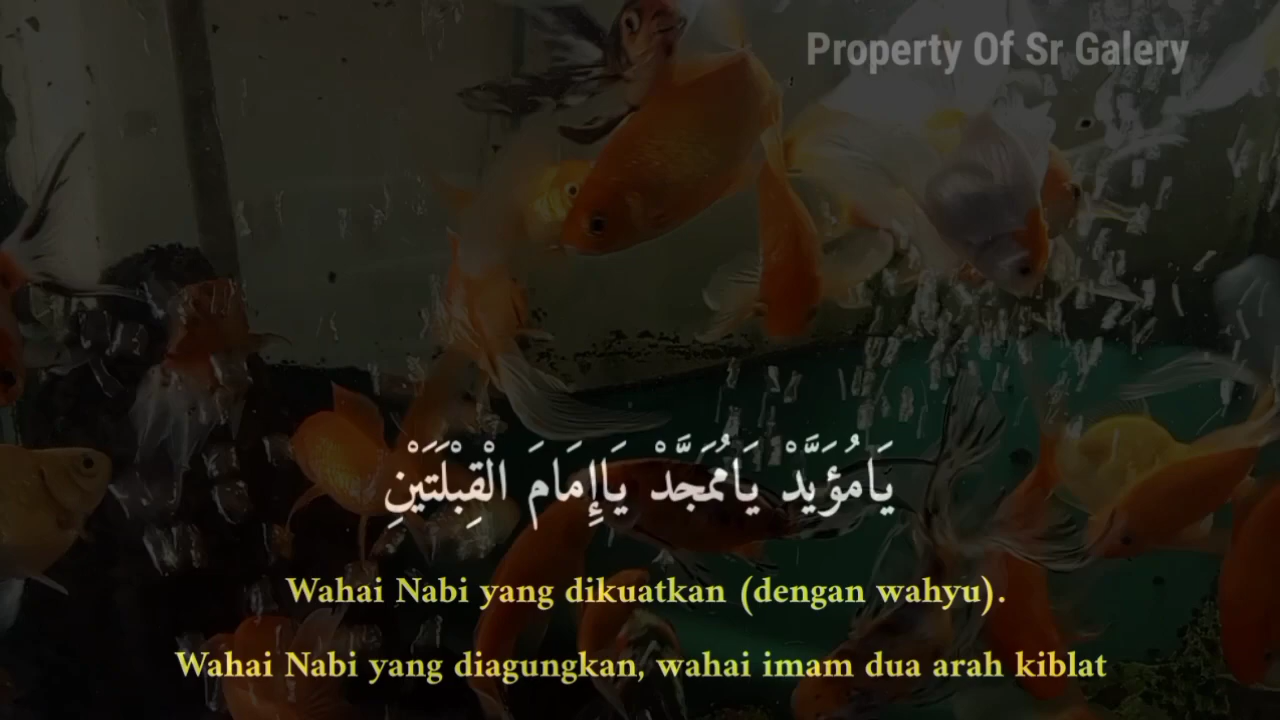 Property Of Sr Galery
يَامُؤَيَّدْ يَامُمَجَّدْ يَاإِمَامَ الْقِبْلَتَيْنِ
Wahai Nabi yang dikuatkan (dengan wahyu).
Wahai Nabi yang diagungkan, wahai imam dua arah kiblat